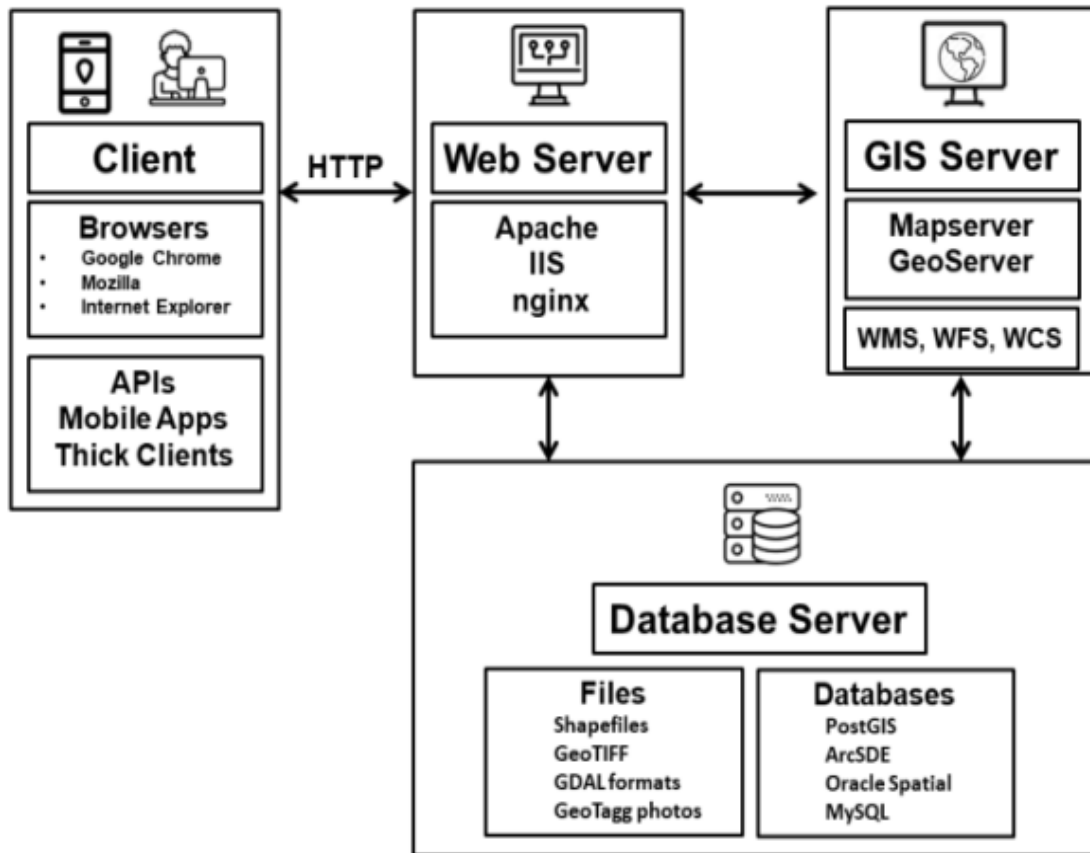 Client
Browsers
• Google Chrome
• Mozilla
• Internet Explorer
APIs
Mobile Apps
Thick Clients
HTTP
Web Server
Apache
IIS
nginx
GIS Server
Mapserver
GeoServer
WMS, WFS, WCS
Database Server
Files
Shapefiles
GeoTIFF
GDAL formats
GeoTagg photos
Databases
PostGIS
ArcSDE
Oracle Spatial
MySQL